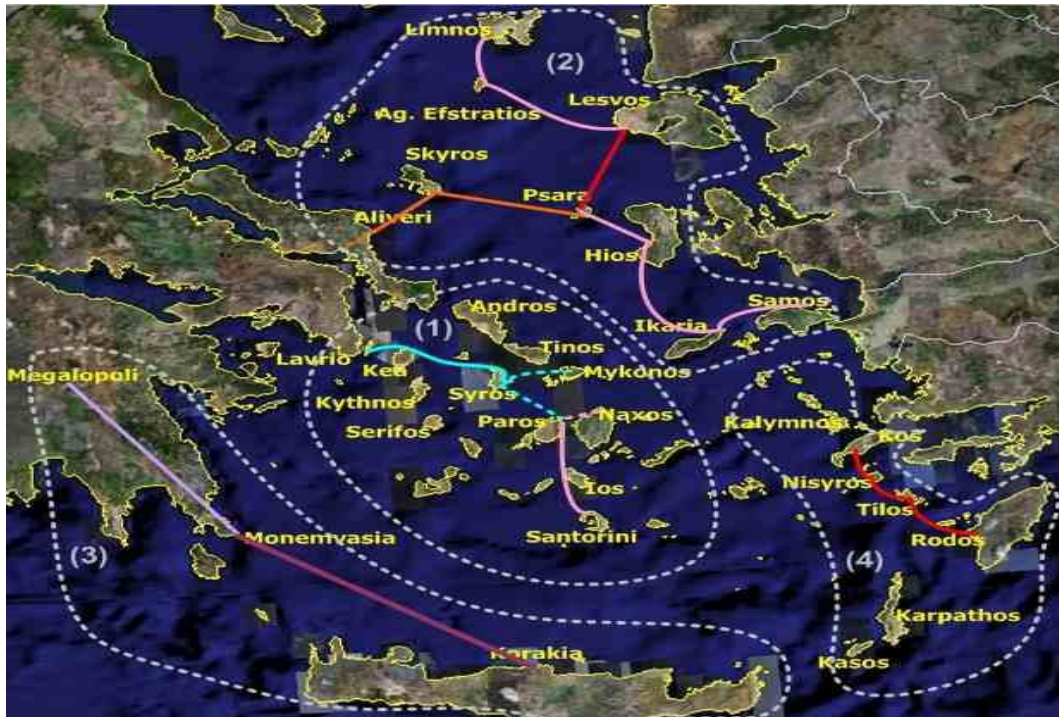 Limnos
(2)
Lesvos
Ag. Efstratios
Skyros
Psara
Aliveri
Hios
Andros
Samos
(1)
Ikaria
Tinos
Lavrio
Kea
Mykonos
Megalopoli
Kythnos
Syros
Naxos
Serifos
Paros
Kalymnos
Kos
Ios
Nisyros
Tilos
Santorini
Rodos
Monemvasia
(3)
(4)
Karpathos
Korakia
Kasos